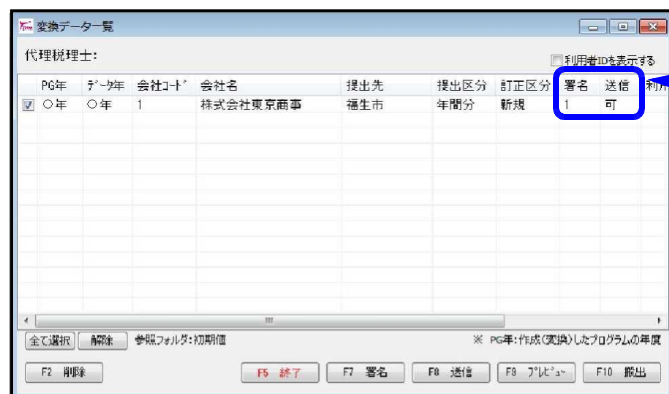 変換データ一覧
代理税理士:
利用者IDを表示する
PG年 データ年 会社コード 会社名 提出先 提出区分 訂正区分 署名 送信
○年 ○年 1 株式会社東京商事 福生市 年間分 新規 1 可
全て選択 解除 参照フォルダ:初期値 ※ PG年:作成(変換)したプログラムの年度
F2 削除 F5 終了 F7 署名 F8 送信 ﾌﾟﾚﾋﾞｭｰ F10 搬出